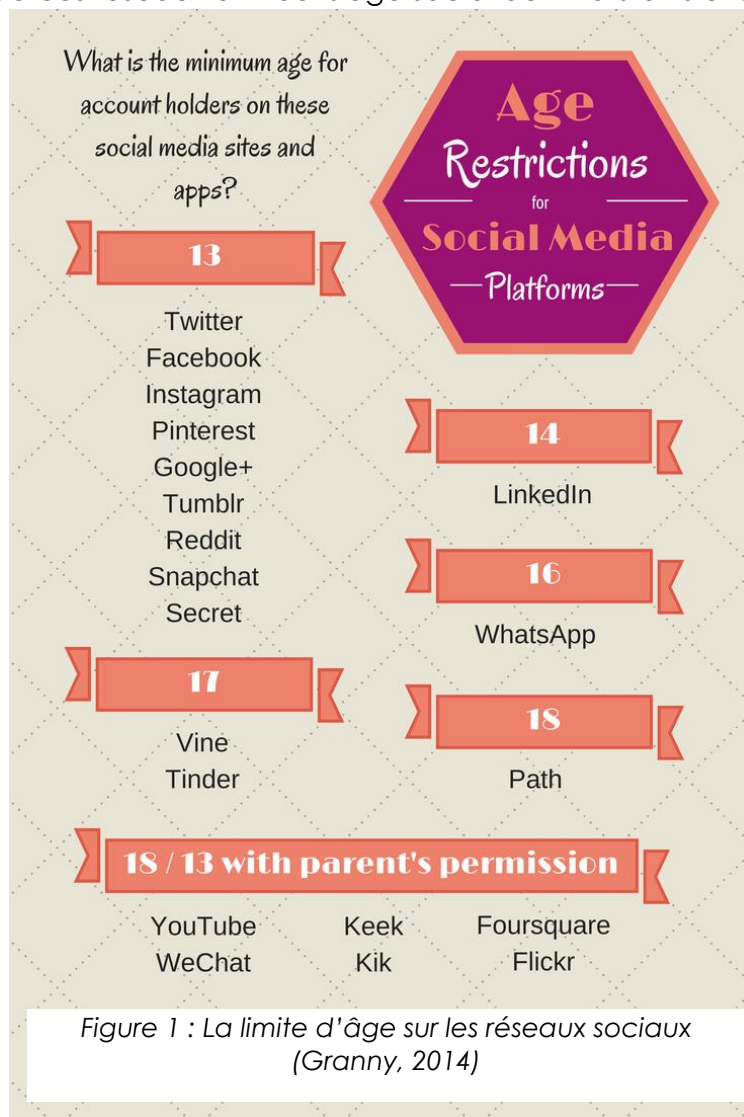 What is the minimum age for
account holders on these
social media sites and
apps?
Age
Restrictions
for
Social Media
Platforms
13
Twitter
Facebook
Instagram
Pinterest
Google+
Tumblr
Reddit
Snapchat
Secret
14
LinkedIn
16
WhatsApp
17
Vine
Tinder
18
Path
18 / 13 with parent's permission
YouTube Keek Foursquare
WeChat Kik Flickr
Figure 1 : La limite d'âge sur les réseaux sociaux
(Granny, 2014)